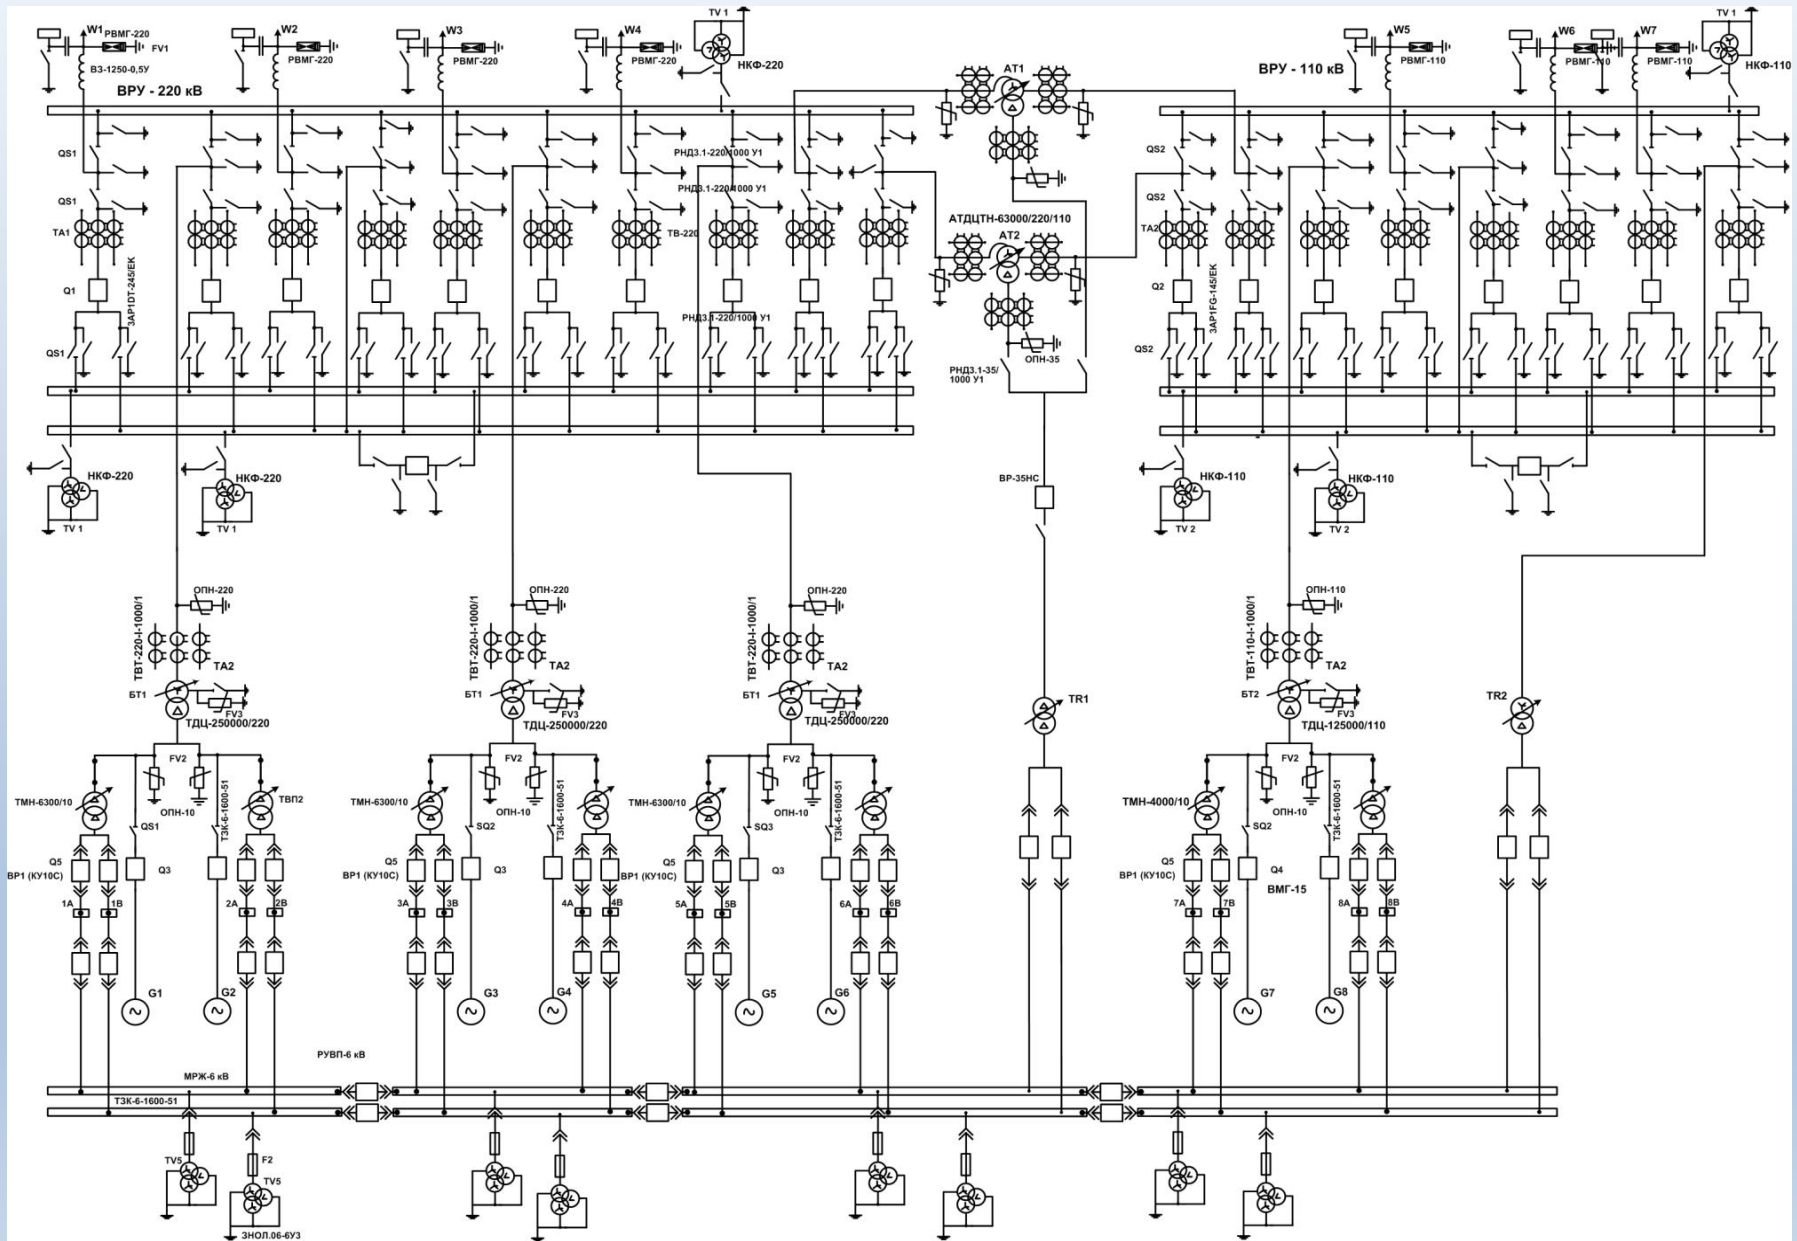 W1
РВМГ-220
FV1
ВЗ-1250-0,5У
W2
РВМГ-220
W3
РВМГ-220
W4
РВМГ-220
TV 1
НКФ-220
ВРУ - 220 кВ
АТ1
ВРУ - 110 кВ
W5
РВМГ-110
W6
РВМГ-110
W7
РВМГ-110
TV 1
НКФ-110
QS1
РНДЗ.1-220/1000 У1
QS2
QS1
РНДЗ.1-220/1000 У1
QS2
ТА1
ТВ-220
АТДЦТН-63000/220/110
АТ2
ТА2
Q1
3AP1DT-245/EK
Q2
3AP1FG-145/EK
РНДЗ.1-220/1000 У1
QS1
ОПН-35
РНДЗ.1-35/
1000 У1
QS2
НКФ-220
TV 1
НКФ-220
TV 1
ВР-35НС
НКФ-110
TV 2
НКФ-110
TV 2
ТВТ-220-I-1000/1
ОПН-220
ТА2
БТ1
FV3
ТДЦ-250000/220
ТВТ-220-I-1000/1
ОПН-220
ТА2
БТ1
FV3
ТДЦ-250000/220
ТВТ-220-I-1000/1
ОПН-220
ТА2
БТ1
FV3
ТДЦ-250000/220
TR1
ТВТ-110-I-1000/1
ОПН-110
ТА2
БТ2
FV3
ТДЦ-125000/110
TR2
FV2
ТМН-6300/10
ОПН-10
ТВП2
QS1
ТЗК-6-1600-51
Q5
ВР1 (КУ10С)
Q3
1А
1В
2А
2В
G1
G2
FV2
ТМН-6300/10
ОПН-10
SQ2
ТЗК-6-1600-51
Q5
ВР1 (КУ10С)
Q3
3А
3В
4А
4В
G3
G4
FV2
ТМН-6300/10
ОПН-10
SQ3
ТЗК-6-1600-51
Q5
ВР1 (КУ10С)
Q3
5А
5В
6А
6В
G5
G6
FV2
ТМН-4000/10
ОПН-10
SQ2
ТЗК-6-1600-51
Q5
ВР1 (КУ10С)
Q4
ВМГ-15
7А
7В
8А
8В
G7
G8
РУВП-6 кВ
МРЖ-6 кВ
ТЗК-6-1600-51
TV5
F2
TV5
ЗНОЛ.06-6У3